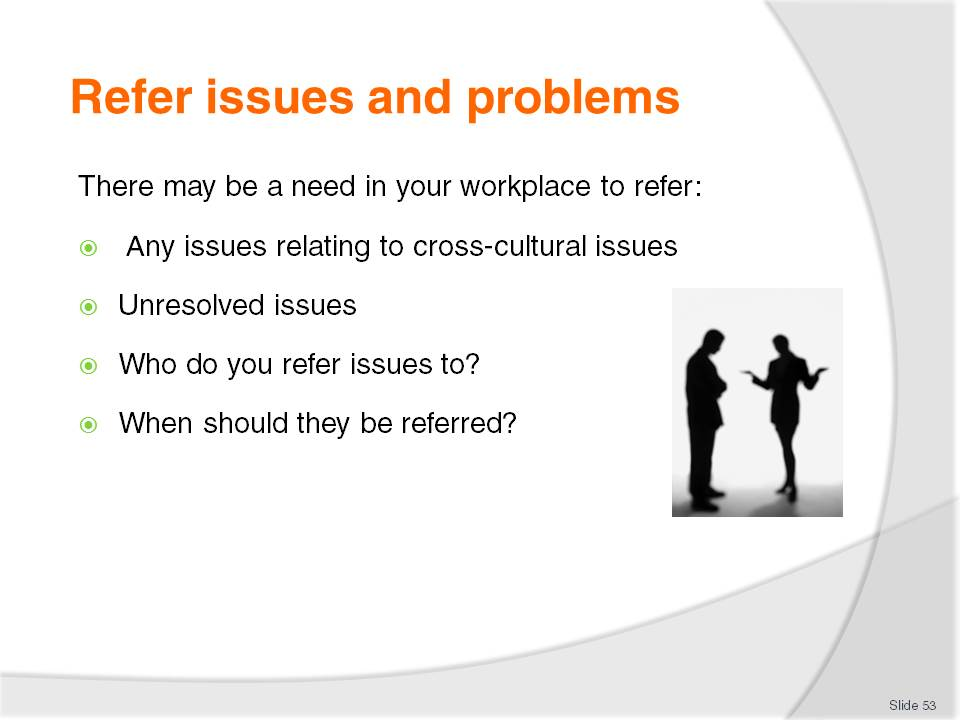 Refer issues and problems
There may be a need in your workplace to refer:
Any issues relating to cross-cultural issues
Unresolved issues
Who do you refer issues to?
When should they be referred?
Slide 53